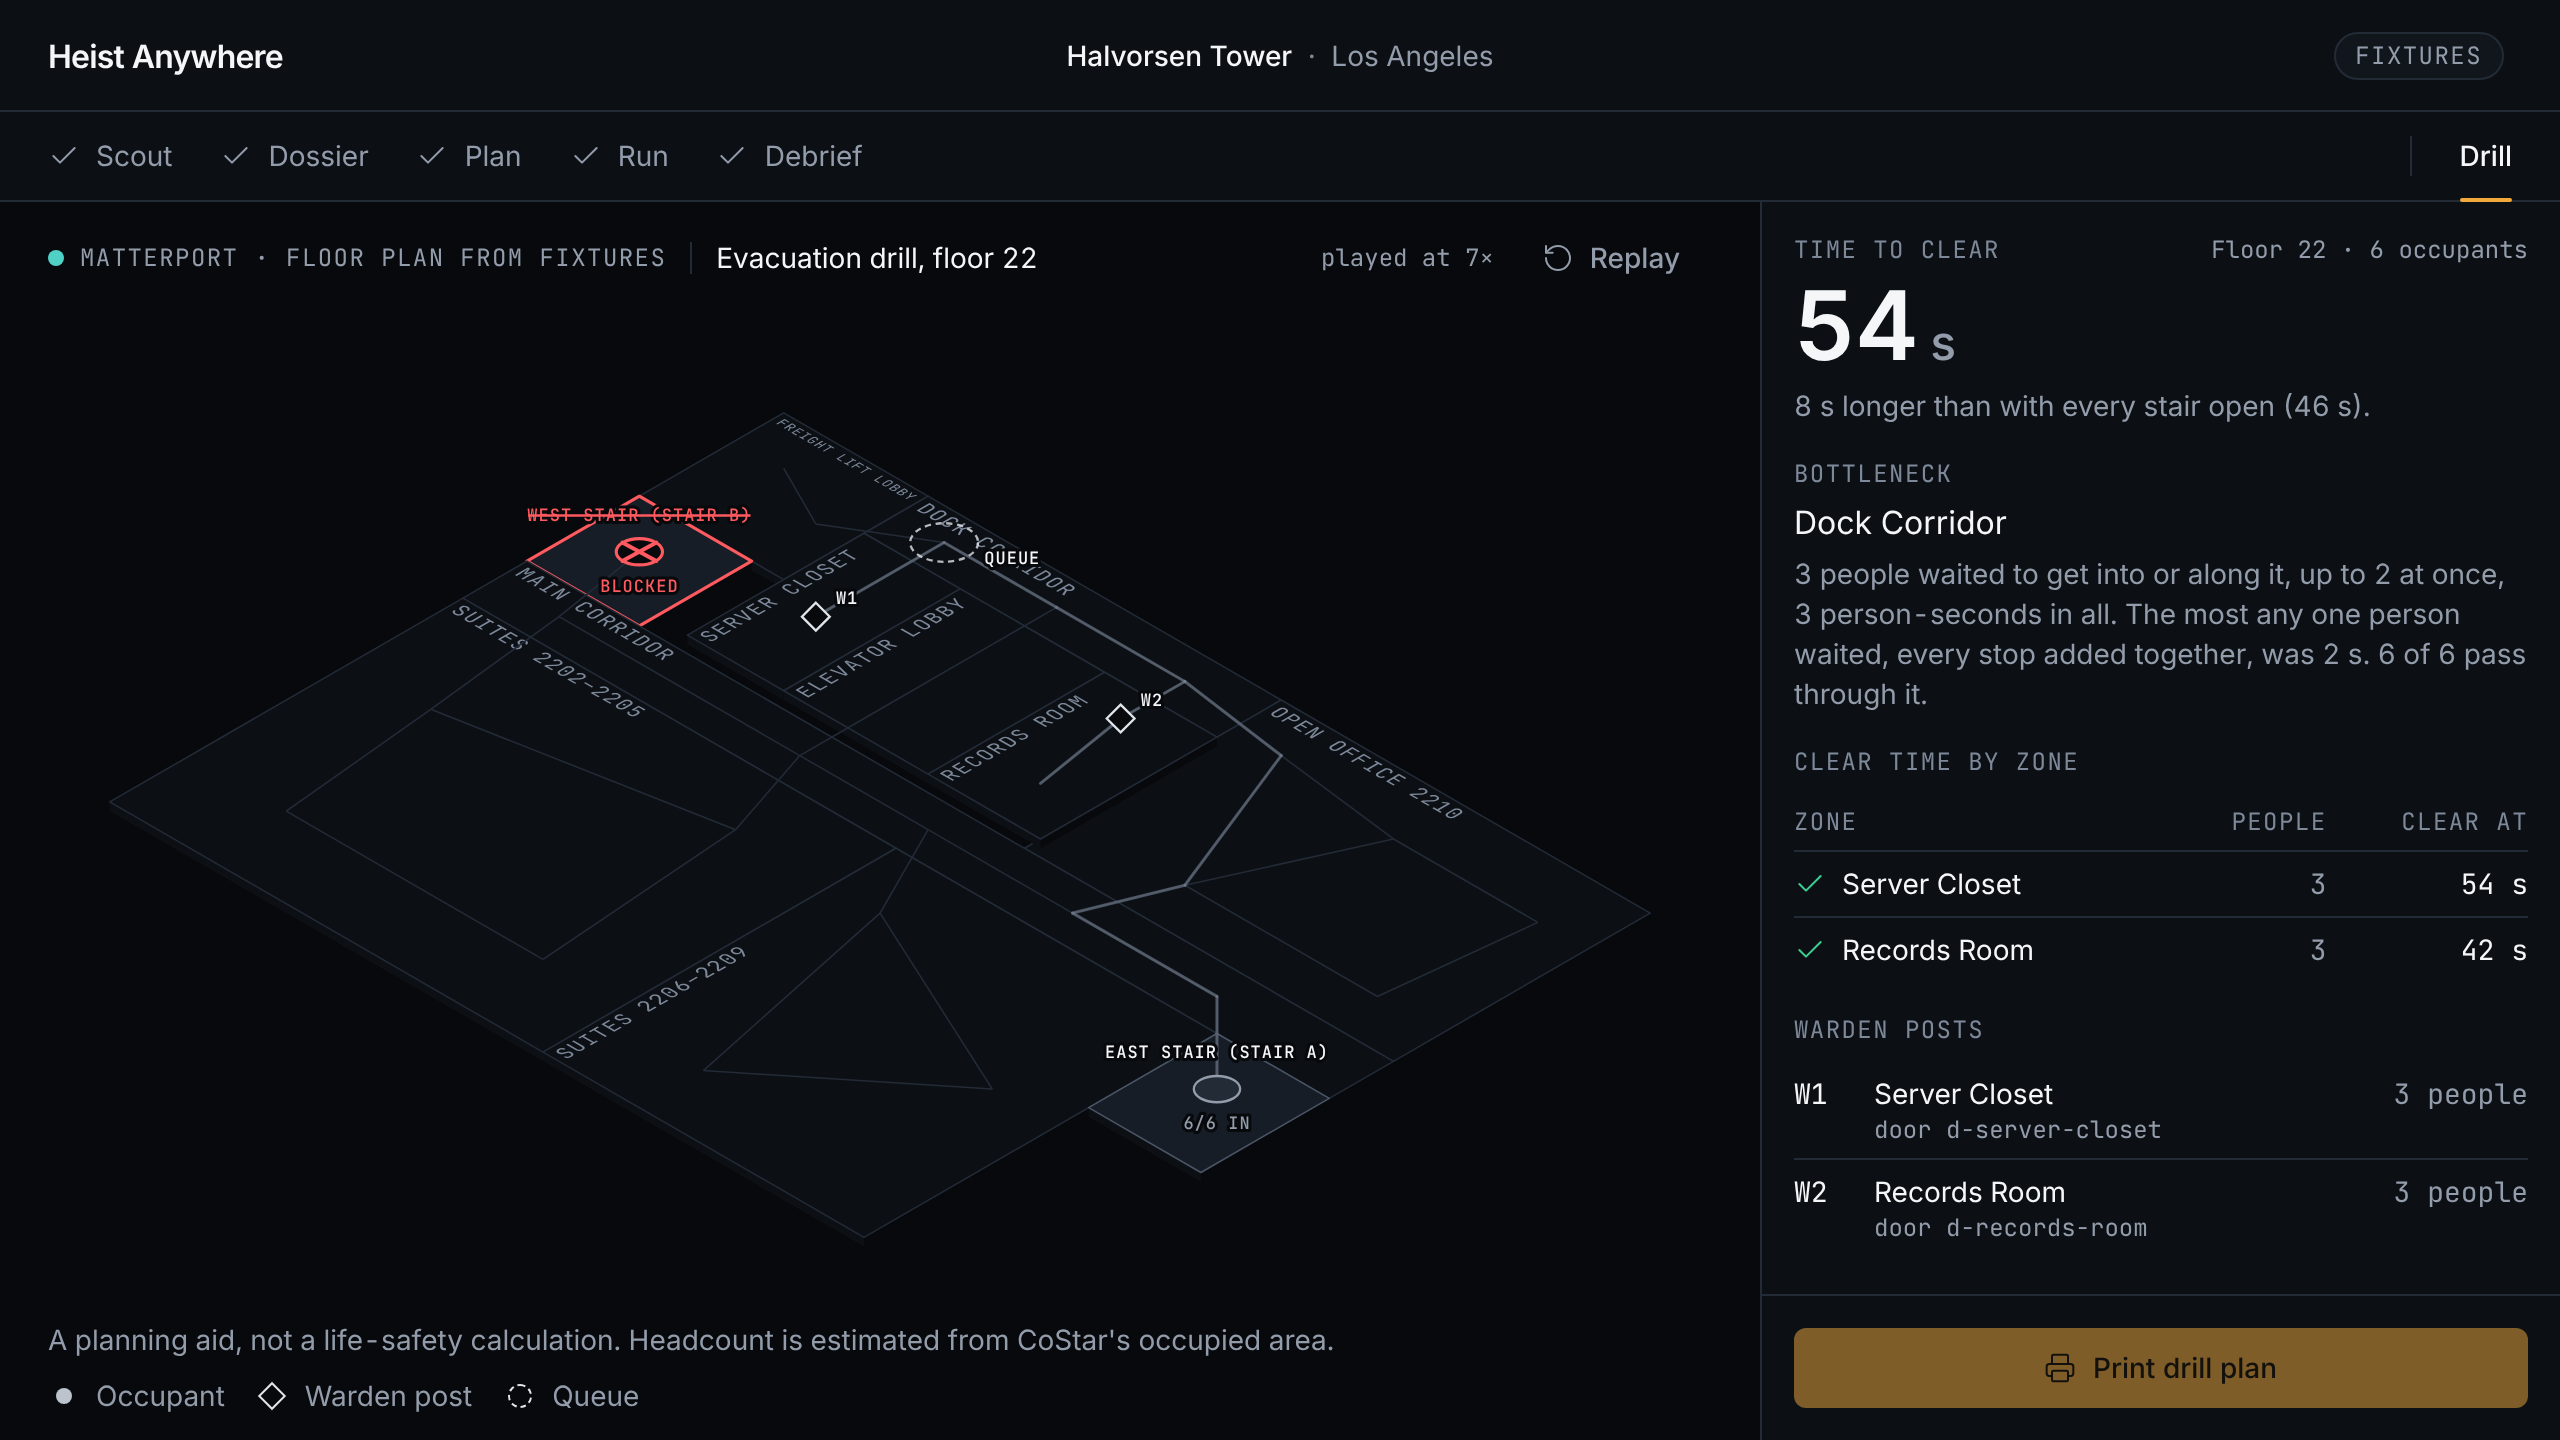 Heist Anywhere
Halvorsen Tower · Los Angeles
FIXTURES
Scout
Dossier
Plan
Run
Debrief
Drill
MATTERPORT · FLOOR PLAN FROM FIXTURES
Evacuation drill, floor 22
played at 7×
Replay
FREIGHT LIFT LOBBY
DOCK CORRIDOR
WEST STAIR (STAIR B)
BLOCKED
QUEUE
MAIN CORRIDOR
SERVER CLOSET
W1
SUITES 2202-2205
ELEVATOR LOBBY
W2
RECORDS ROOM
OPEN OFFICE 2210
SUITES 2206-2209
EAST STAIR (STAIR A)
6/6 IN
A planning aid, not a life-safety calculation. Headcount is estimated from CoStar's occupied area.
Occupant
Warden post
Queue
TIME TO CLEAR
Floor 22 · 6 occupants
54 s
8 s longer than with every stair open (46 s).
BOTTLENECK
Dock Corridor
3 people waited to get into or along it, up to 2 at once,
3 person-seconds in all. The most any one person
waited, every stop added together, was 2 s. 6 of 6 pass
through it.
CLEAR TIME BY ZONE
ZONE PEOPLE CLEAR AT
Server Closet 3 54 s
Records Room 3 42 s
WARDEN POSTS
W1 Server Closet 3 people
door d-server-closet
W2 Records Room 3 people
door d-records-room
Print drill plan